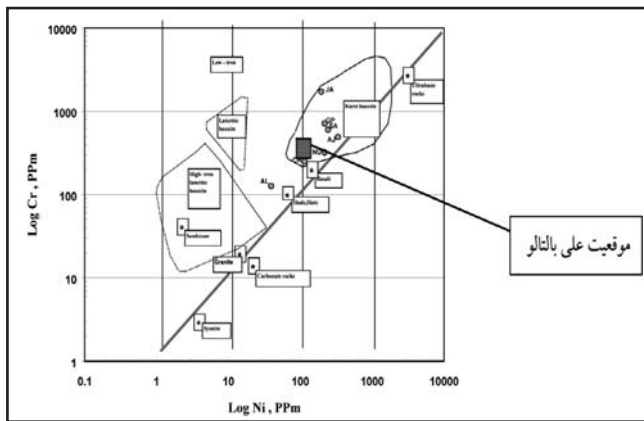 10000
1000
100
10
1
0.1
1
10
100
1000
10000
Log Cr, PPm
Log Ni, PPm
Low - iron
Lateritic
bauxite
High-iron
lateritic
bauxite
Karst bauxite
Ultrabasic
rocks
JA
AJ
AL
Basalt
Shale,Slate
Sandstone
Granite
Carbonate rocks
Syenite
موقعیت علی بالتالو